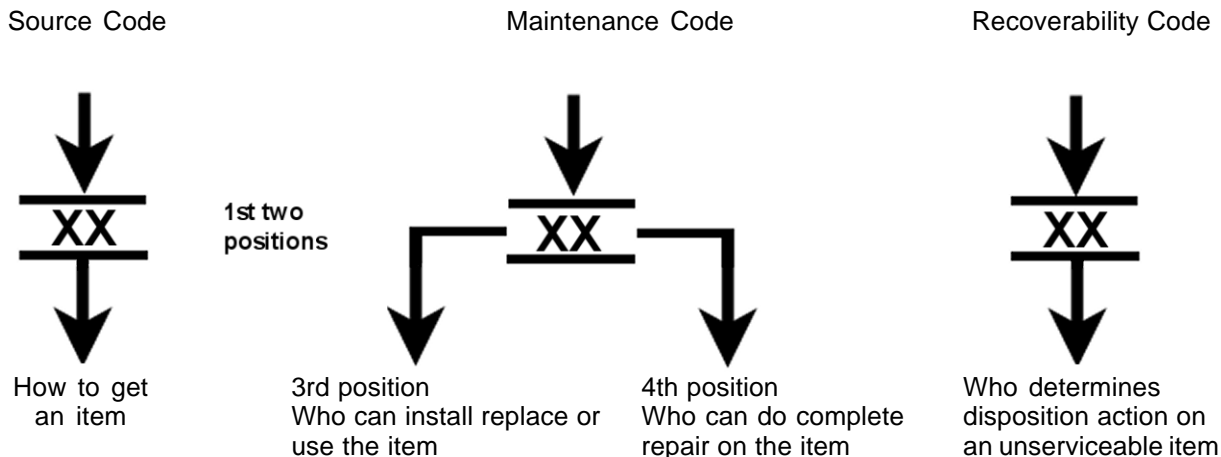 Source Code
Maintenance Code
Recoverability Code
XX
1st two
positions
XX
XX
How to get
an item
3rd position
Who can install replace or
use the item
4th position
Who can do complete
repair on the item
Who determines
disposition action on
an unserviceable item